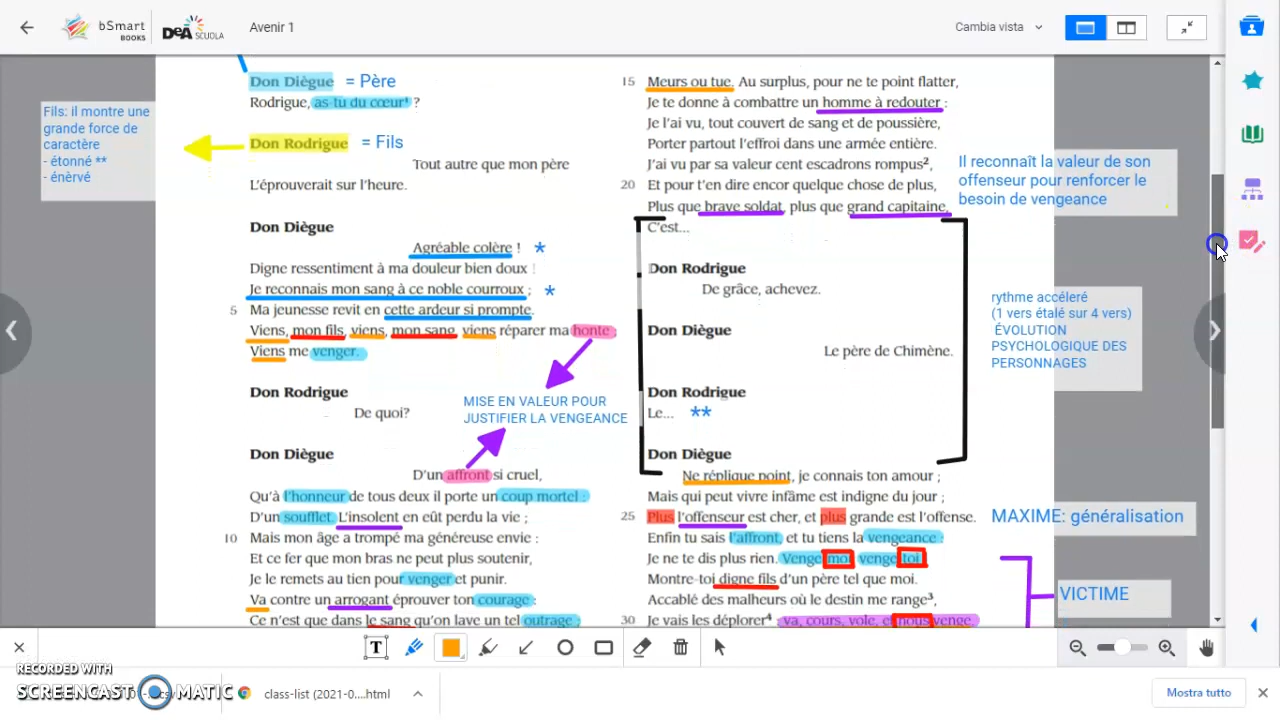 bSmart
BOOKS
DeA
SCUOLA
Avenir 1
Cambia vista
Fils: il montre une
grande force de
caractère
- étonné **
- énèrvé
Don Diègue = Père
Rodrigue, as-tu du cœur¹ ?
Don Rodrigue = Fils
Tout autre que mon père
L'éprouverait sur l'heure.
Don Diègue
Agréable colère ! *
Digne ressentiment à ma douleur bien doux !
Je reconnais mon sang à ce noble courroux ; *
5 Ma jeunesse revit en cette ardeur si prompte.
Viens, mon fils, viens, mon sang, viens réparer ma honte ;
Viens me venger.
Don Rodrigue
De quoi?
MISE EN VALEUR POUR
JUSTIFIER LA VENGEANCE
Don Diègue
D'un affront si cruel,
Qu'à l'honneur de tous deux il porte un coup mortel :
D'un soufflet. L'insolent en eût perdu la vie ;
10 Mais mon âge a trompé ma généreuse envie :
Et ce fer que mon bras ne peut plus soutenir,
Je le remets au tien pour venger et punir.
Va contre un arrogant éprouver ton courage :
Ce n'est que dans le sang qu'on lave un tel outrage ;
15 Meurs ou tue. Au surplus, pour ne te point flatter,
Je te donne à combattre un homme à redouter :
Je l'ai vu, tout couvert de sang et de poussière,
Porter partout l'effroi dans une armée entière.
J'ai vu par sa valeur cent escadrons rompus²,
20 Et pour t'en dire encor quelque chose de plus,
Plus que brave soldat, plus que grand capitaine,
C'est...
Don Rodrigue
De grâce, achevez.
Don Diègue
Le père de Chimène.
Don Rodrigue
Le... **
Don Diègue
Ne réplique point, je connais ton amour ;
Mais qui peut vivre infâme est indigne du jour ;
25 Plus l'offenseur est cher, et plus grande est l'offense.
Enfin tu sais l'affront, et tu tiens la vengeance :
Je ne te dis plus rien. Venge moi venge toi
Montre-toi digne fils d'un père tel que moi.
Accablé des malheurs où le destin me range³,
30 Je vais les déplorer⁴ : va, cours, vole, et nous venge.
Il reconnaît la valeur de son
offenseur pour renforcer le
besoin de vengeance
rythme accéleré
(1 vers étalé sur 4 vers)
ÉVOLUTION
PSYCHOLOGIQUE DES
PERSONNAGES
MAXIME: généralisation
VICTIME
T
RECORDED WITH
SCREENCAST MATIC
class-list (2021-0....html
Mostra tutto